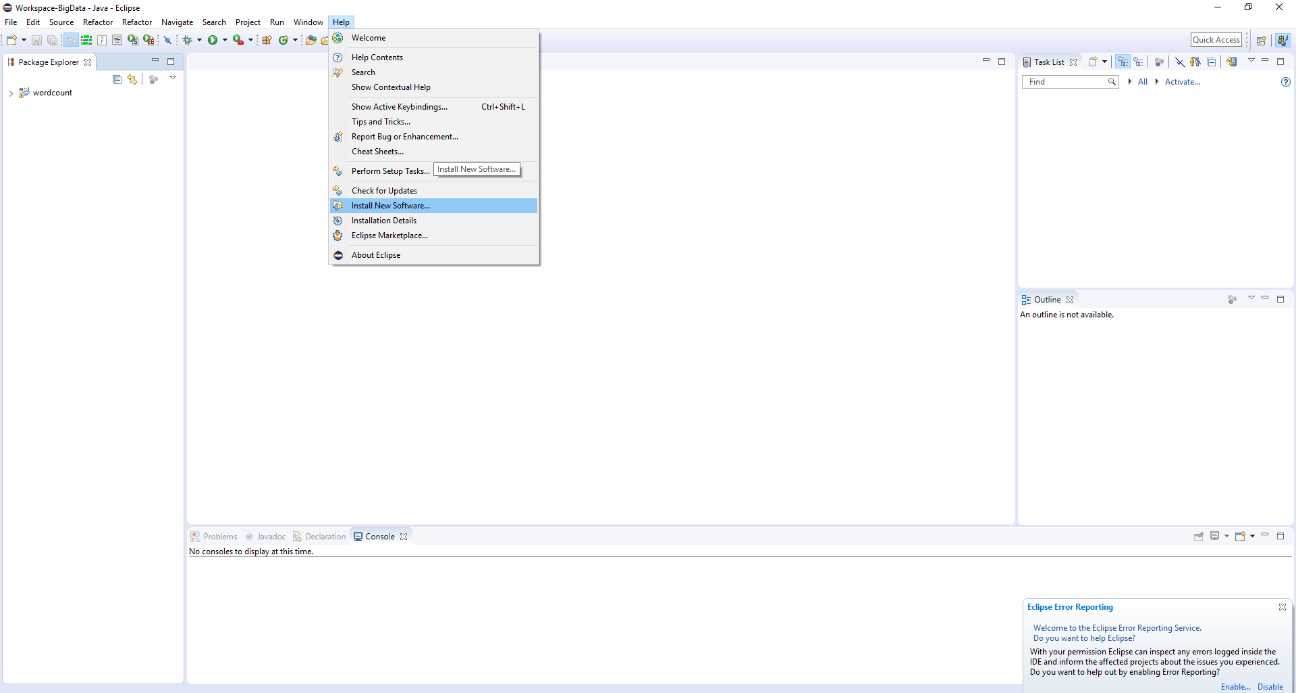 Workspace-BigData - Java - Eclipse
File Edit Source Refactor Refactor Navigate Search Project Run Window Help
Quick Access
Package Explorer
wordcount
Welcome
Help Contents
Search
Show Contextual Help
Show Active Keybindings... Ctrl+Shift+L
Tips and Tricks...
Report Bug or Enhancement...
Cheat Sheets...
Perform Setup Tasks...
Install New Software...
Check for Updates
Install New Software...
Installation Details
Eclipse Marketplace...
About Eclipse
Task List
Find All Activate...
Outline
An outline is not available.
Problems @ Javadoc Declaration Console
No consoles to display at this time.
Eclipse Error Reporting
Welcome to the Eclipse Error Reporting Service.
Do you want to help Eclipse?
With your permission Eclipse can inspect any errors logged inside the
IDE and inform the affected projects about the issues you experienced.
Do you want to help out by enabling Error Reporting?
Enable... Disable